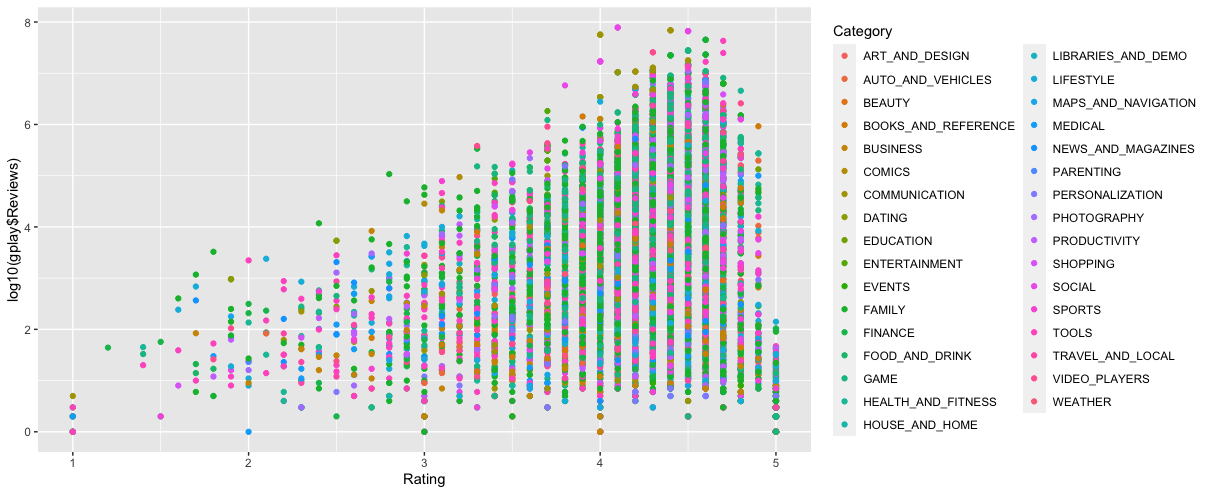 8
6
4
2
0
log10(gplay$Reviews)
1
2
3
4
5
Rating
Category
ART_AND_DESIGN
AUTO_AND_VEHICLES
BEAUTY
BOOKS_AND_REFERENCE
BUSINESS
COMICS
COMMUNICATION
DATING
EDUCATION
ENTERTAINMENT
EVENTS
FAMILY
FINANCE
FOOD_AND_DRINK
GAME
HEALTH_AND_FITNESS
HOUSE_AND_HOME
LIBRARIES_AND_DEMO
LIFESTYLE
MAPS_AND_NAVIGATION
MEDICAL
NEWS_AND_MAGAZINES
PARENTING
PERSONALIZATION
PHOTOGRAPHY
PRODUCTIVITY
SHOPPING
SOCIAL
SPORTS
TOOLS
TRAVEL_AND_LOCAL
VIDEO_PLAYERS
WEATHER